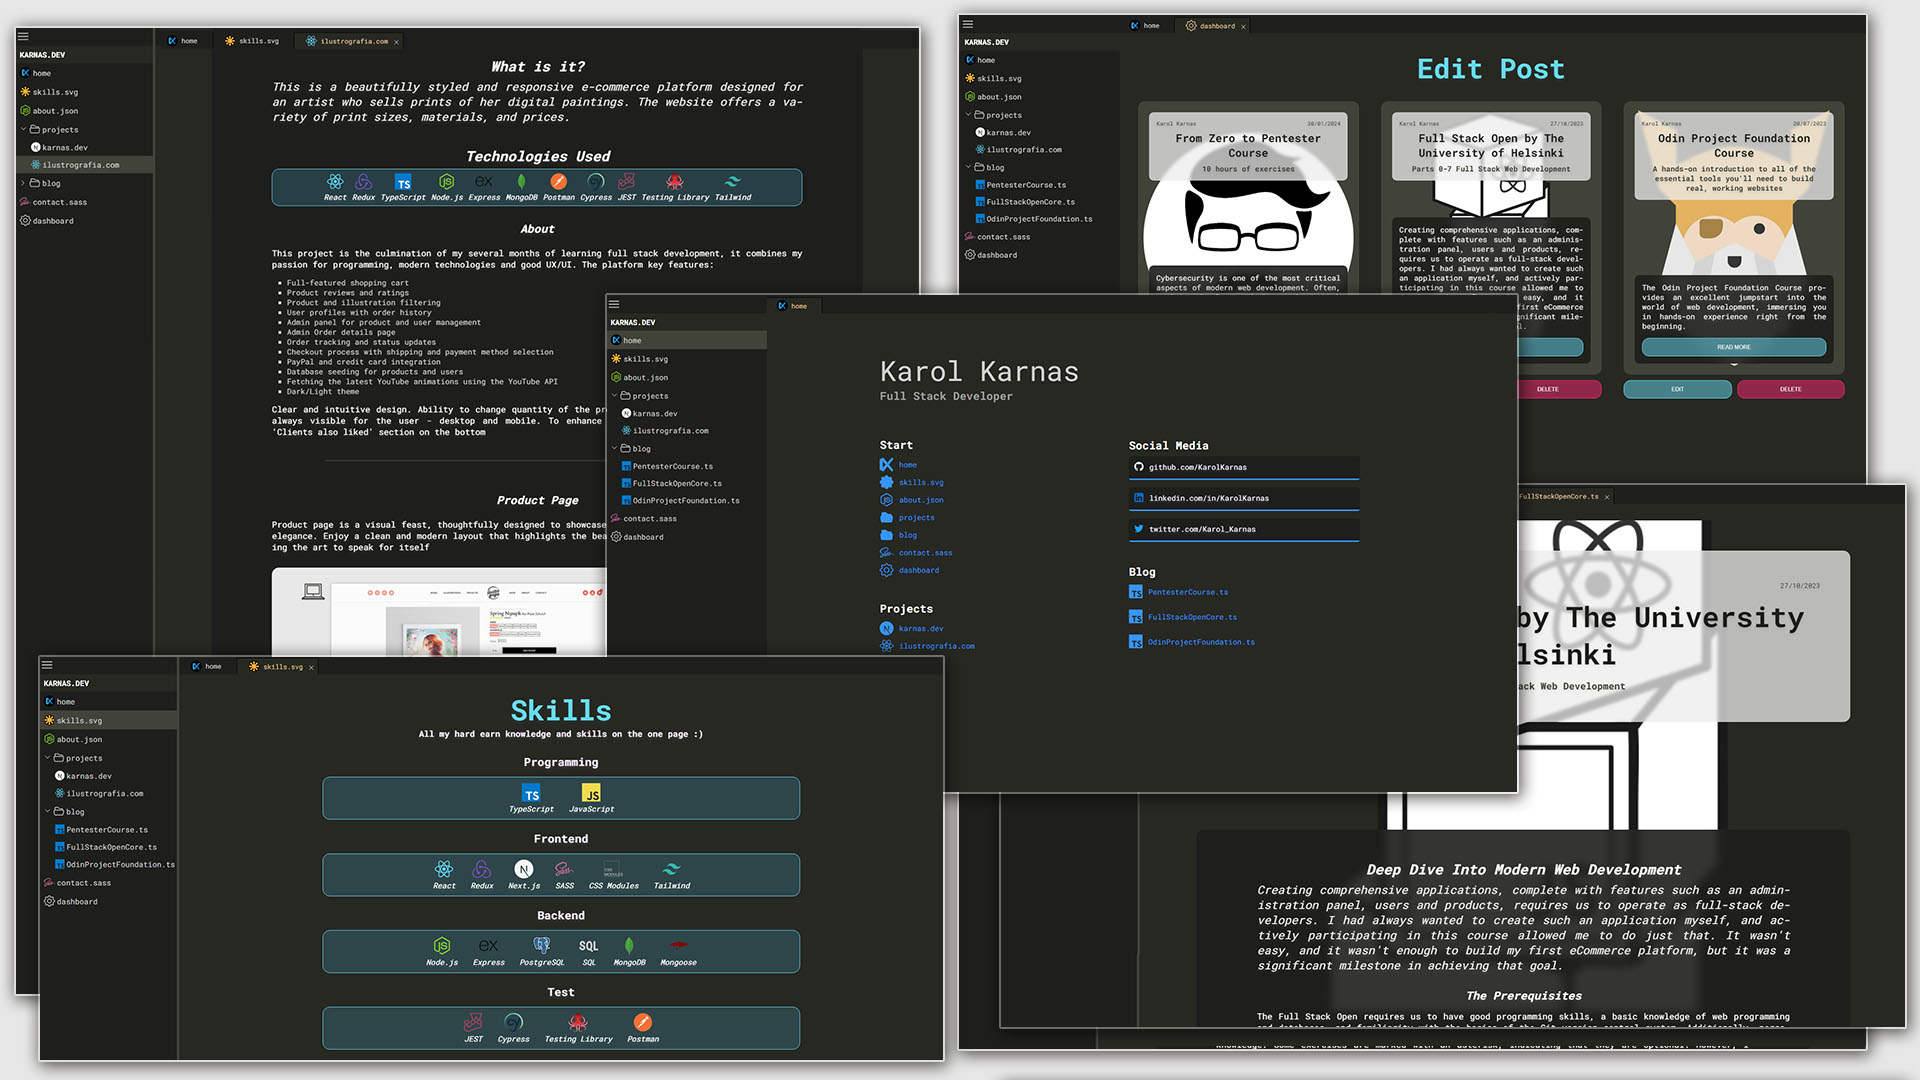 home
skills.svg
ilustrografia.com
KARNAS.DEV
home
skills.svg
about.json
projects
karnas.dev
ilustrografia.com
blog
contact.sass
dashboard
What is it?
This is a beautifully styled and responsive e-commerce platform designed for
an artist who sells prints of her digital paintings. The website offers a va-
riety of print sizes, materials, and prices.
Technologies Used
React Redux TypeScript Node.js Express MongoDB Postman Cypress JEST Testing Library Tailwind
About
This project is the culmination of my several months of learning full stack development, it combines my
passion for programming, modern technologies and good UX/UI. The platform key features:
Full-featured shopping cart
Product reviews and ratings
Product and illustration filtering
User profiles with order history
Admin panel for product and user management
Admin Order details page
Order tracking and status updates
Checkout process with shipping and payment method selection
PayPal and credit card integration
Database seeding for products and users
Fetching the latest YouTube animations using the YouTube API
Dark/Light theme
Clear and intuitive design. Ability to change quantity of the pr
always visible for the user - desktop and mobile. To enhance
'Clients also liked' section on the bottom
Product Page
Product page is a visual feast, thoughtfully designed to showcase
elegance. Enjoy a clean and modern layout that highlights the bea
ing the art to speak for itself
Spring Nymph
home
dashboard
KARNAS.DEV
home
skills.svg
about.json
projects
karnas.dev
ilustrografia.com
blog
PentesterCourse.ts
FullStackOpenCore.ts
OdinProjectFoundation.ts
contact.sass
dashboard
Edit Post
Karol Karnas 30/01/2024
From Zero to Pentester
Course
10 hours of exercises
Cybersecurity is one of the most critical
aspects of modern web development. Often,
Karol Karnas 27/10/2023
Full Stack Open by The
University of Helsinki
Parts 0-7 Full Stack Web Development
Creating comprehensive applications, com-
plete with features such as an adminis-
tration panel, users and products, re-
quires us to operate as full-stack devel-
opers. I had always wanted to create such
an application myself, and actively par-
ticipating in this course allowed me to
easy, and it
first eCommerce
gnificant mile-
l.
DELETE
Karol Karnas 20/07/2023
Odin Project Foundation
Course
A hands-on introduction to all of the
essential tools you'll need to build
real, working websites
The Odin Project Foundation Course pro-
vides an excellent jumpstart into the
world of web development, immersing you
in hands-on experience right from the
beginning.
READ MORE
EDIT
DELETE
home
KARNAS.DEV
home
skills.svg
about.json
projects
karnas.dev
ilustrografia.com
blog
PentesterCourse.ts
FullStackOpenCore.ts
OdinProjectFoundation.ts
contact.sass
dashboard
Karol Karnas
Full Stack Developer
Start
home
skills.svg
about.json
projects
blog
contact.sass
dashboard
Projects
karnas.dev
ilustrografia.com
Social Media
github.com/KarolKarnas
linkedin.com/in/KarolKarnas
twitter.com/Karol_Karnas
Blog
PentesterCourse.ts
FullStackOpenCore.ts
OdinProjectFoundation.ts
FullStackOpenCore.ts
27/10/2023
by The University
lsinki
ack Web Development
Deep Dive Into Modern Web Development
Creating comprehensive applications, complete with features such as an admin-
istration panel, users and products, requires us to operate as full-stack de-
velopers. I had always wanted to create such an application myself, and ac-
tively participating in this course allowed me to do just that. It wasn't
easy, and it wasn't enough to build my first eCommerce platform, but it was a
significant milestone in achieving that goal.
The Prerequisites
The Full Stack Open requires us to have good programming skills, a basic knowledge of web programming
home
skills.svg
KARNAS.DEV
home
skills.svg
about.json
projects
karnas.dev
ilustrografia.com
blog
PentesterCourse.ts
FullStackOpenCore.ts
OdinProjectFoundation.ts
contact.sass
dashboard
Skills
All my hard earn knowledge and skills on the one page :)
Programming
TypeScript JavaScript
Frontend
React Redux Next.js SASS CSS Modules Tailwind
Backend
Node.js Express PostgreSQL SQL MongoDB Mongoose
Test
JEST Cypress Testing Library Postman